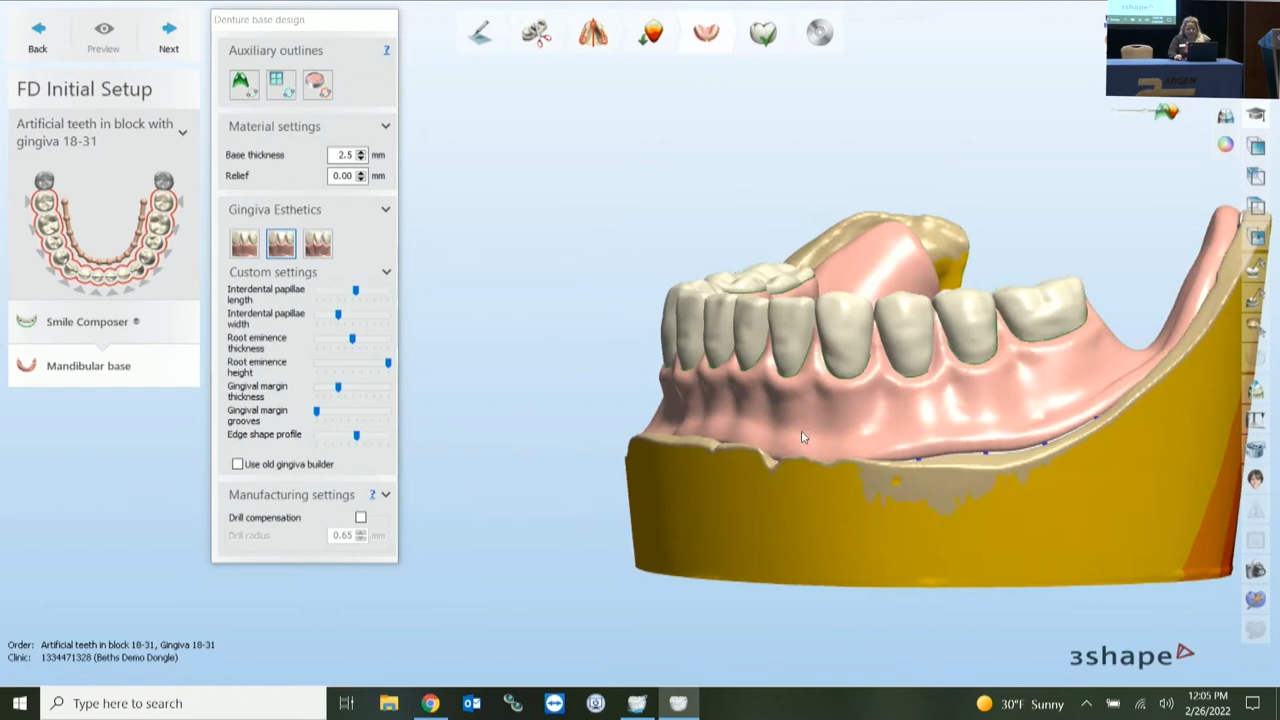 Back
Preview
Next
FD Initial Setup
Artificial teeth in block with
gingiva 18-31
Smile Composer ®
Mandibular base
Denture base design
Auxiliary outlines
?
Material settings
Base thickness 2.5 mm
Relief 0.00 mm
Gingiva Esthetics
Custom settings
Interdental papillae
length
Interdental papillae
width
Root eminence
thickness
Root eminence
height
Gingival margin
thickness
Gingival margin
grooves
Edge shape profile
Use old gingiva builder
Manufacturing settings ?
Drill compensation
Drill radius 0.65 mm
3shape
ARGEN
Order: Artificial teeth in block 18-31, Gingiva 18-31
Clinic: 1334471328 (Beths Demo Dongle)
3shape
Type here to search
30°F Sunny
12:05 PM
2/26/2022